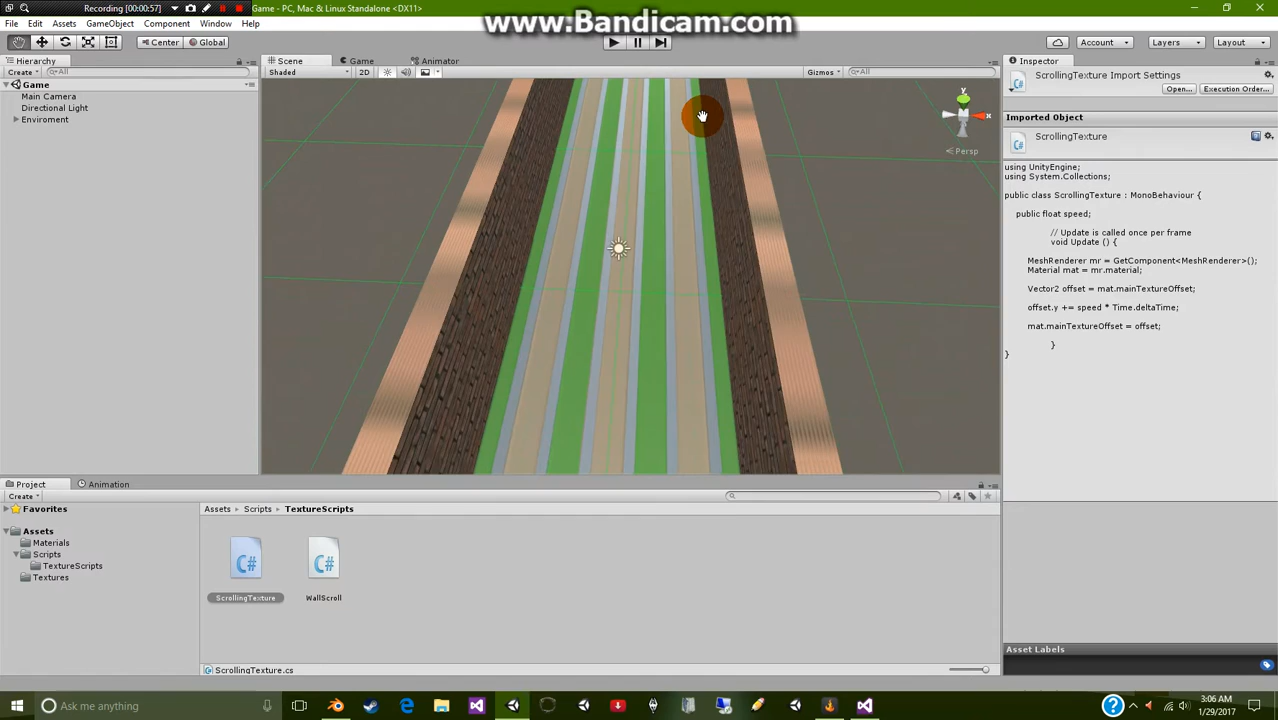 Recording [00:00:57]
Game - PC, Mac & Linux Standalone <DX11>
www.Bandicam.com
File Edit Assets GameObject Component Window Help
Center Global Account Layers Layout
Hierarchy
Create All
Game
Main Camera
Directional Light
Enviroment
Scene Game Animator
Shaded 2D Gizmos All
y
x
Persp
Inspector
ScrollingTexture Import Settings
Open... Execution Order...
Imported Object
ScrollingTexture
using UnityEngine;
using System.Collections;
public class ScrollingTexture : MonoBehaviour {
public float speed;
// Update is called once per frame
void Update () {
MeshRenderer mr = GetComponent<MeshRenderer>();
Material mat = mr.material;
Vector2 offset = mat.mainTextureOffset;
offset.y += speed * Time.deltaTime;
mat.mainTextureOffset = offset;
}
}
Project Animation
Create
Favorites
Assets
Materials
Scripts
TextureScripts
Textures
Assets Scripts TextureScripts
C# C#
ScrollingTexture WallScroll
ScrollingTexture.cs
Asset Labels
Ask me anything
3:06 AM
1/29/2017